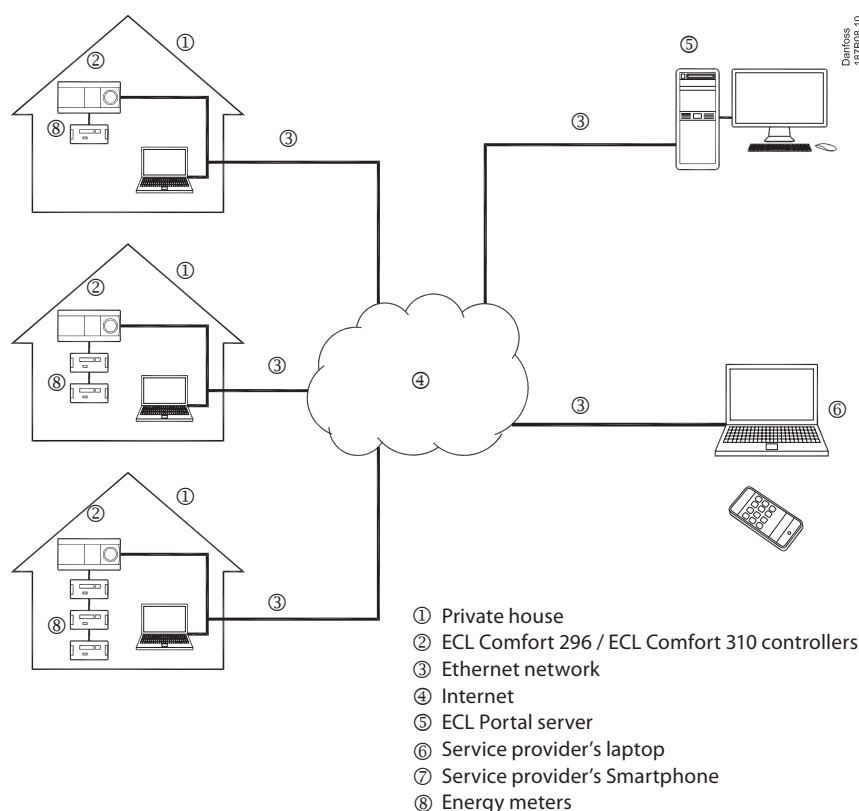 ①
②
⑧
③
⑤
③
Danfoss
①
②
⑧
③
④
③
⑥
①
②
⑧
③
① Private house
② ECL Comfort 296 / ECL Comfort 310 controllers
③ Ethernet network
④ Internet
⑤ ECL Portal server
⑥ Service provider's laptop
⑦ Service provider's Smartphone
⑧ Energy meters